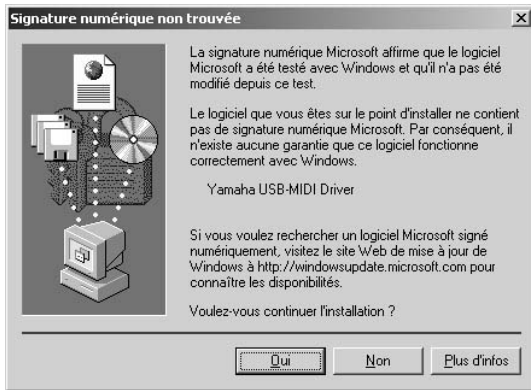 Signature numérique non trouvée
La signature numérique Microsoft affirme que le logiciel
Microsoft a été testé avec Windows et qu'il n'a pas été
modifié depuis ce test.
Le logiciel que vous êtes sur le point d'installer ne contient
pas de signature numérique Microsoft. Par conséquent, il
n'existe aucune garantie que ce logiciel fonctionne
correctement avec Windows.
Yamaha USB-MIDI Driver
Si vous voulez rechercher un logiciel Microsoft signé
numériquement, visitez le site Web de mise à jour de
Windows à http://windowsupdate.microsoft.com pour
connaître les disponibilités.
Voulez-vous continuer l'installation ?
Oui
Non
Plus d'infos